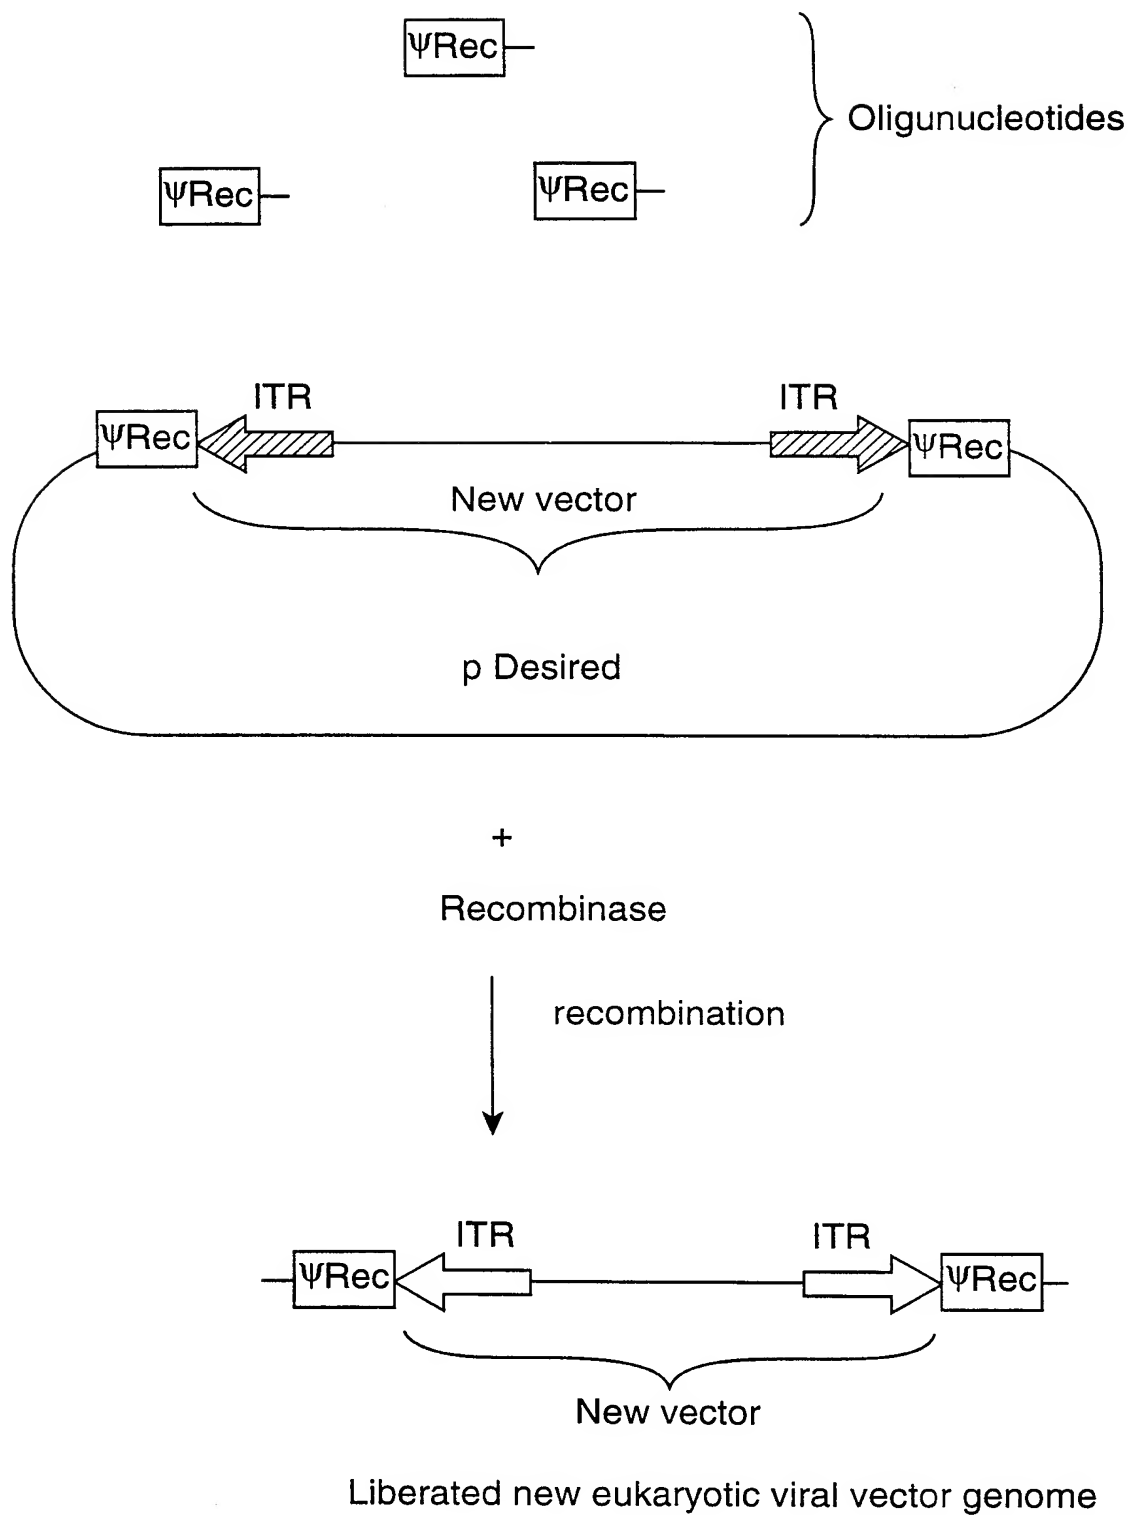 ψRec
Oligunucleotides
ψRec
ψRec
ITR
ITR
ψRec
ψRec
New vector
p Desired
+
Recombinase
recombination
ITR
ITR
ψRec
ψRec
New vector
Liberated new eukaryotic viral vector genome